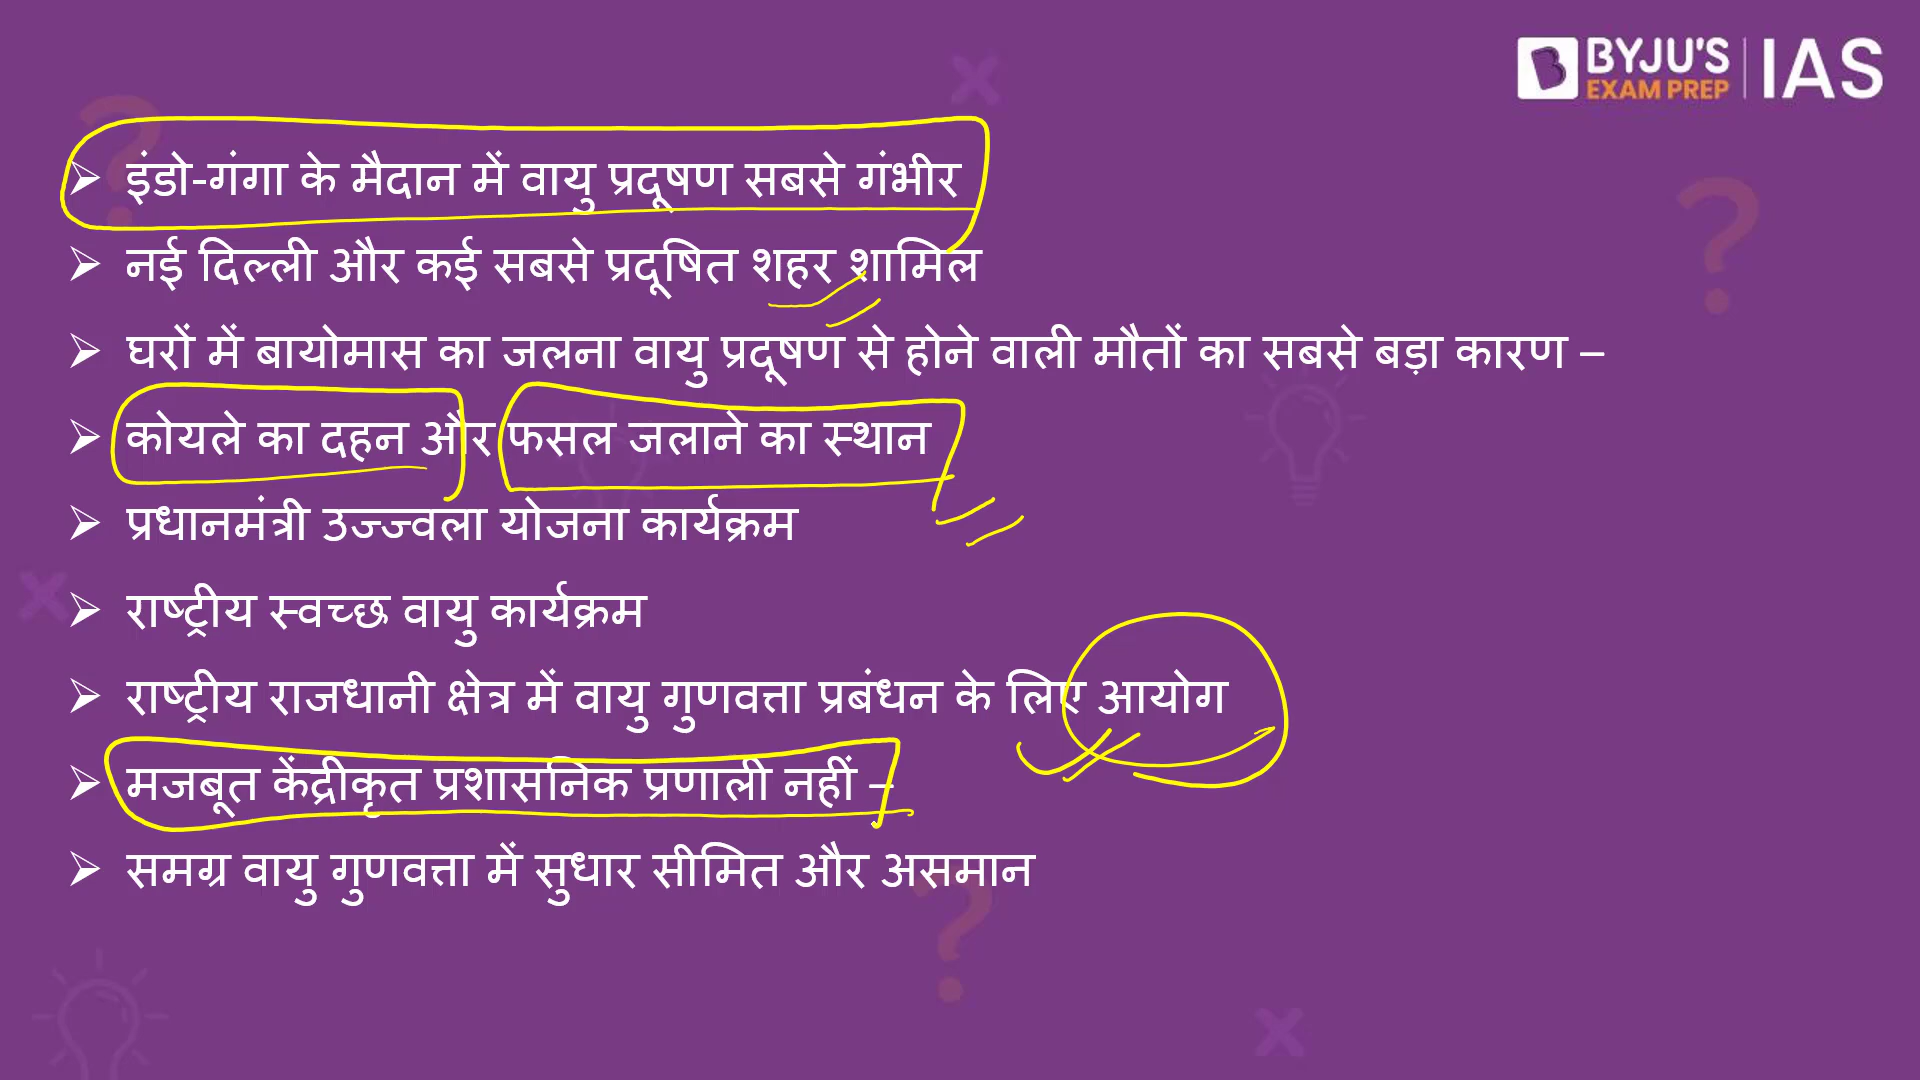 BYJU'S
EXAM PREP
IAS
इंडो-गंगा के मैदान में वायु प्रदूषण सबसे गंभीर
नई दिल्ली और कई सबसे प्रदूषित शहर शामिल
घरों में बायोमास का जलना वायु प्रदूषण से होने वाली मौतों का सबसे बड़ा कारण –
कोयले का दहन और फसल जलाने का स्थान
प्रधानमंत्री उज्ज्वला योजना कार्यक्रम
राष्ट्रीय स्वच्छ वायु कार्यक्रम
राष्ट्रीय राजधानी क्षेत्र में वायु गुणवत्ता प्रबंधन के लिए आयोग
मजबूत केंद्रीकृत प्रशासनिक प्रणाली नहीं –
समग्र वायु गुणवत्ता में सुधार सीमित और असमान